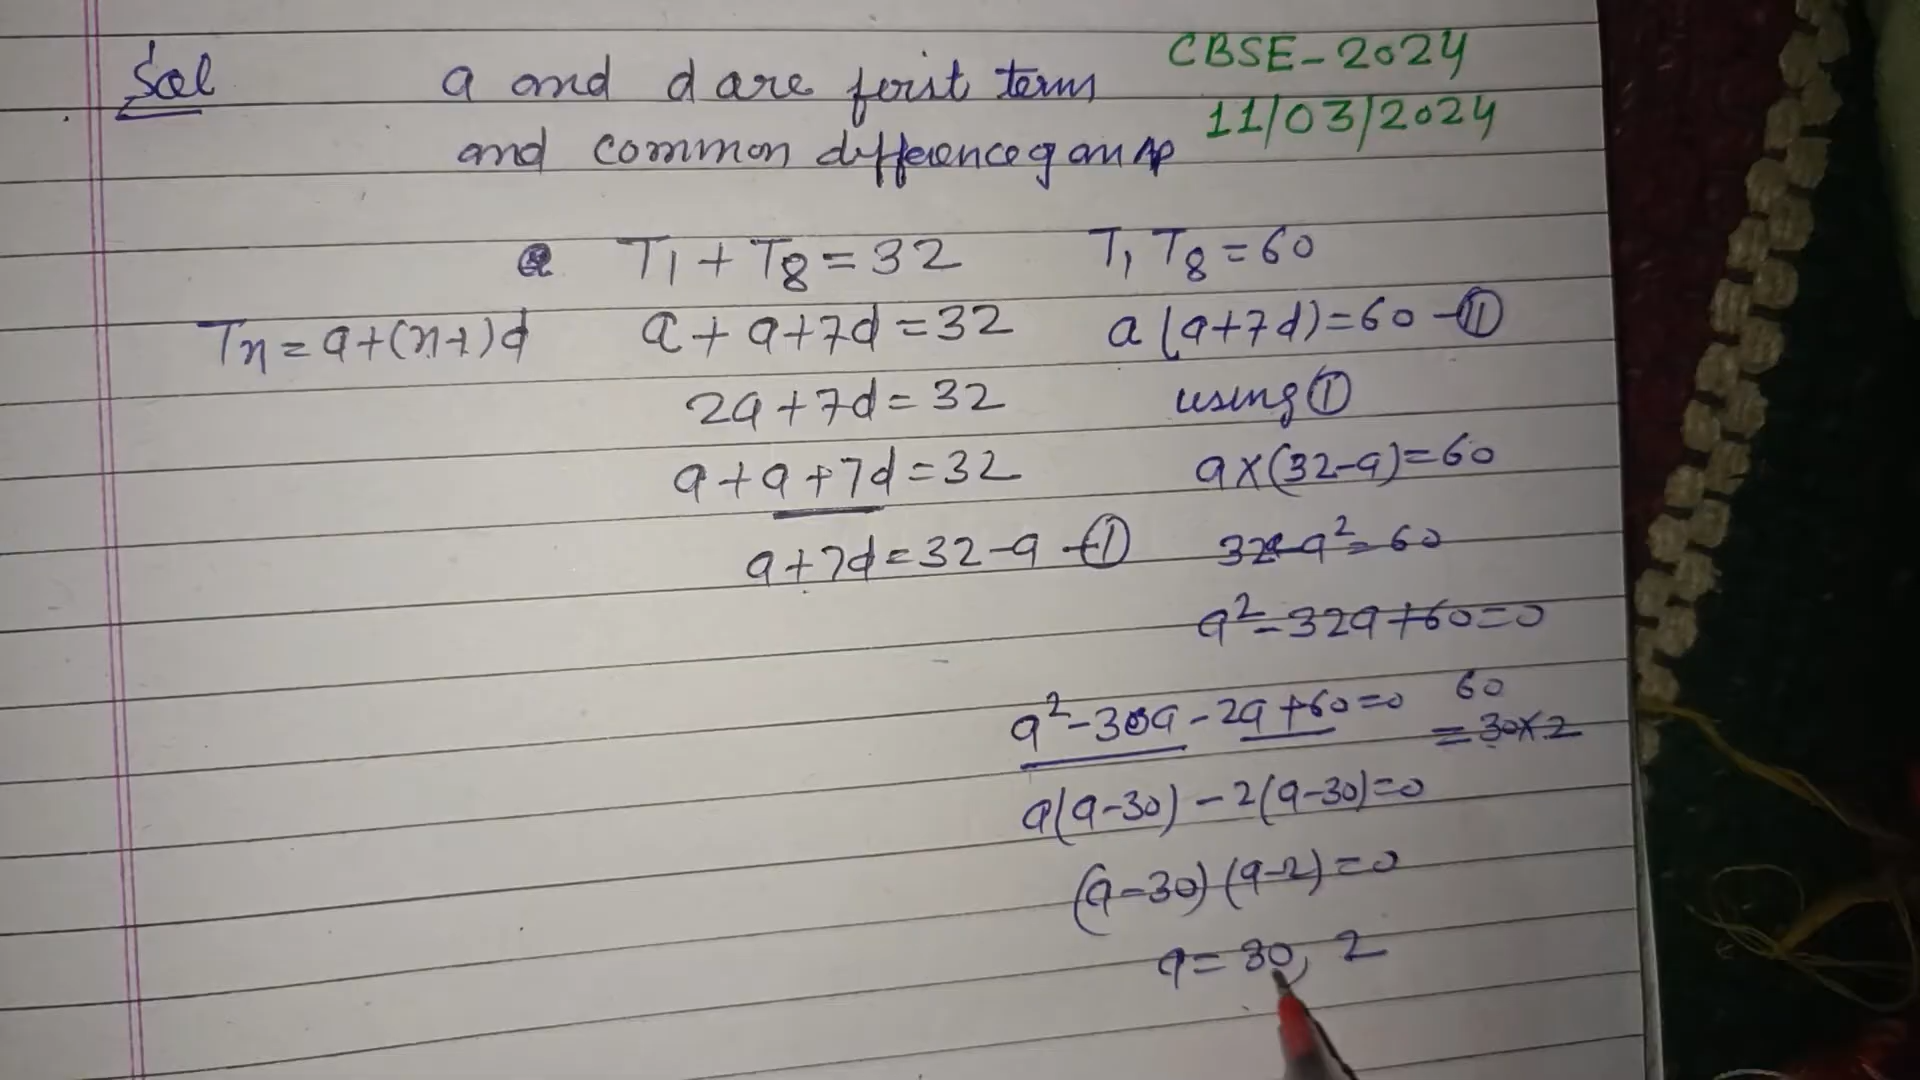 Sol a and d are first term CBSE-2024
and common difference of an AP 11/03/2024
T₁ + T₈ = 32 T₁ T₈ = 60
Tn = a+(n-1)d a + a+7d = 32 a(a+7d)=60 -(II)
2a+7d = 32 using (I)
a+a+7d = 32 a×(32-a)=60
a+7d = 32-a -(I) 32a-a²=60
a²-32a+60=0
a²-30a-2a+60=0 60
=30×2
a(a-30)-2(a-30)=0
(a-30)(a-2)=0
a=30, 2